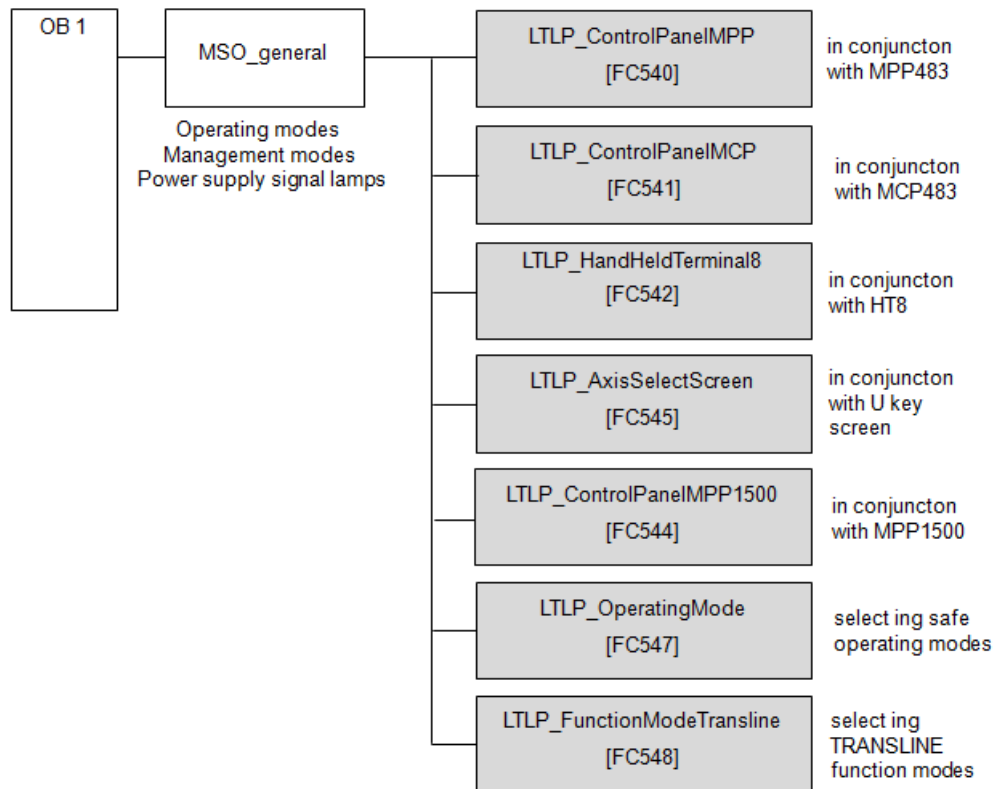 OB 1
MSO_general
Operating modes
Management modes
Power supply signal lamps
LTLP_ControlPanelMPP
[FC540]
in conjuncton
with MPP483
LTLP_ControlPanelMCP
[FC541]
in conjuncton
with MCP483
LTLP_HandHeldTerminal8
[FC542]
in conjuncton
with HT8
LTLP_AxisSelectScreen
[FC545]
in conjuncton
with U key
screen
LTLP_ControlPanelMPP1500
[FC544]
in conjuncton
with MPP1500
LTLP_OperatingMode
[FC547]
select ing safe
operating modes
LTLP_FunctionModeTransline
[FC548]
select ing
TRANSLINE
function modes